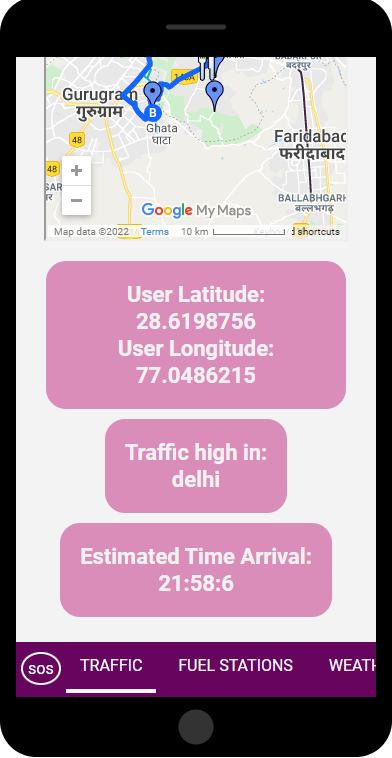 148A
Gurugram
गुरुग्राम
B
Ghata
घाटा
बदरपुर
Faridabad
फरीदाबाद
48
48
BALLABHGARH
बल्लभगढ़
+
−
Google My Maps
Map data ©2022 Terms 10 km shortcuts
User Latitude:
28.6198756
User Longitude:
77.0486215
Traffic high in:
delhi
Estimated Time Arrival:
21:58:6
SOS TRAFFIC FUEL STATIONS WEATH